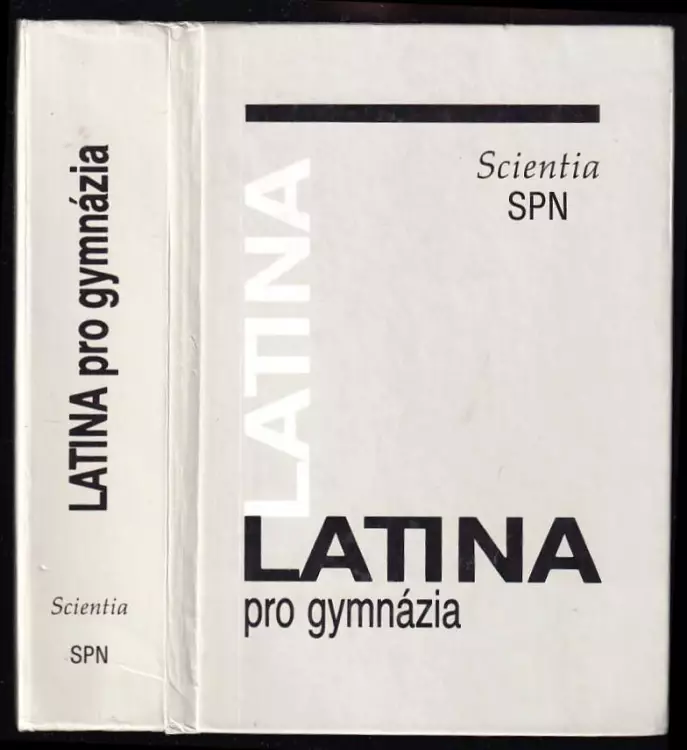 LATINA pro gymnázia
Scientia
SPN
Scientia
SPN
LATINA
LATINA
pro gymnázia